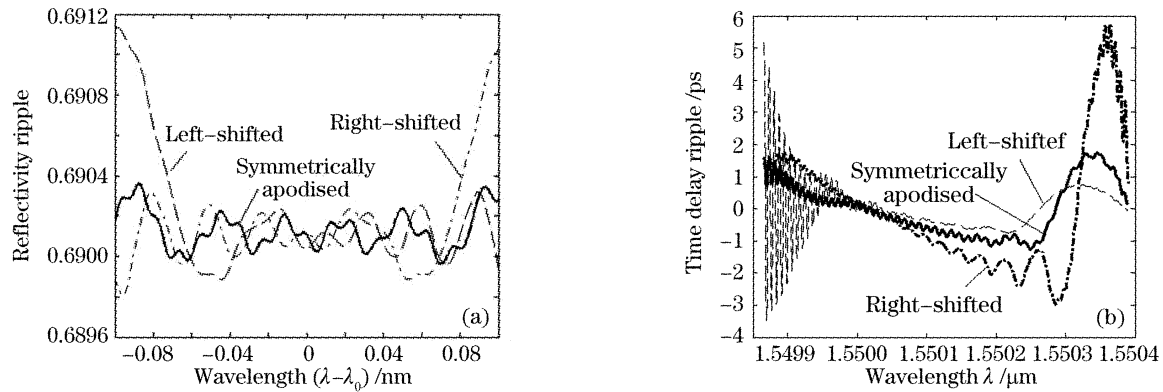 0.6912
0.6908
0.6904
0.6900
0.6896
Reflectivity ripple
Left-shifted
Right-shifted
Symmetrically
apodised
(a)
-0.08
-0.04
0
0.04
0.08
Wavelength (λ-λ0) /nm
6
5
4
3
2
1
0
-1
-2
-3
-4
Time delay ripple /ps
Left-shiftef
Symmetriccally
apodised
Right-shifted
(b)
1.5499
1.5500
1.55001
1.55002
1.55003
1.5504
Wavelength λ /μm